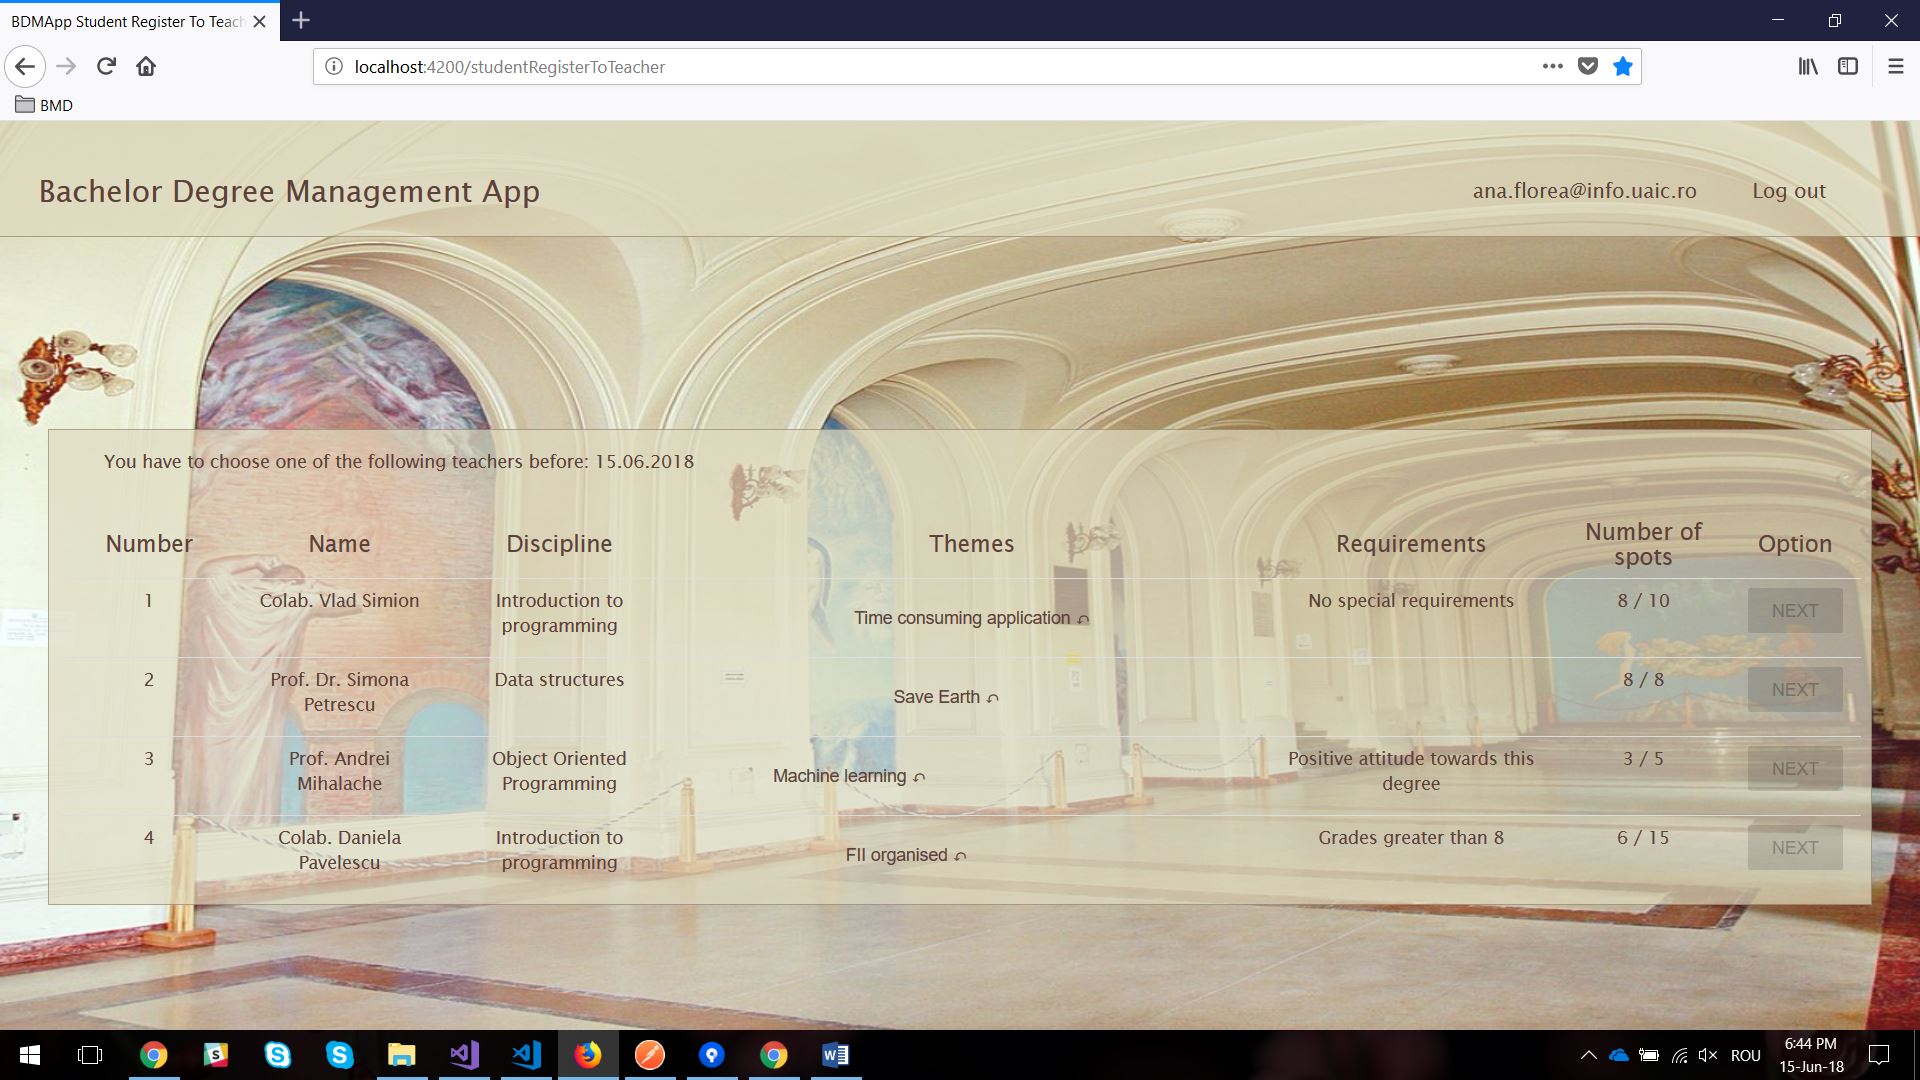 BDMApp Student Register To Teach
localhost:4200/studentRegisterToTeacher
BMD
Bachelor Degree Management App
ana.florea@info.uaic.ro
Log out
You have to choose one of the following teachers before: 15.06.2018
Number Name Discipline Themes Requirements Number of spots Option
1 Colab. Vlad Simion Introduction to programming Time consuming application No special requirements 8 / 10 NEXT
2 Prof. Dr. Simona Petrescu Data structures Save Earth 8 / 8 NEXT
3 Prof. Andrei Mihalache Object Oriented Programming Machine learning Positive attitude towards this degree 3 / 5 NEXT
4 Colab. Daniela Pavelescu Introduction to programming FII organised Grades greater than 8 6 / 15 NEXT
ROU
6:44 PM
15-Jun-18